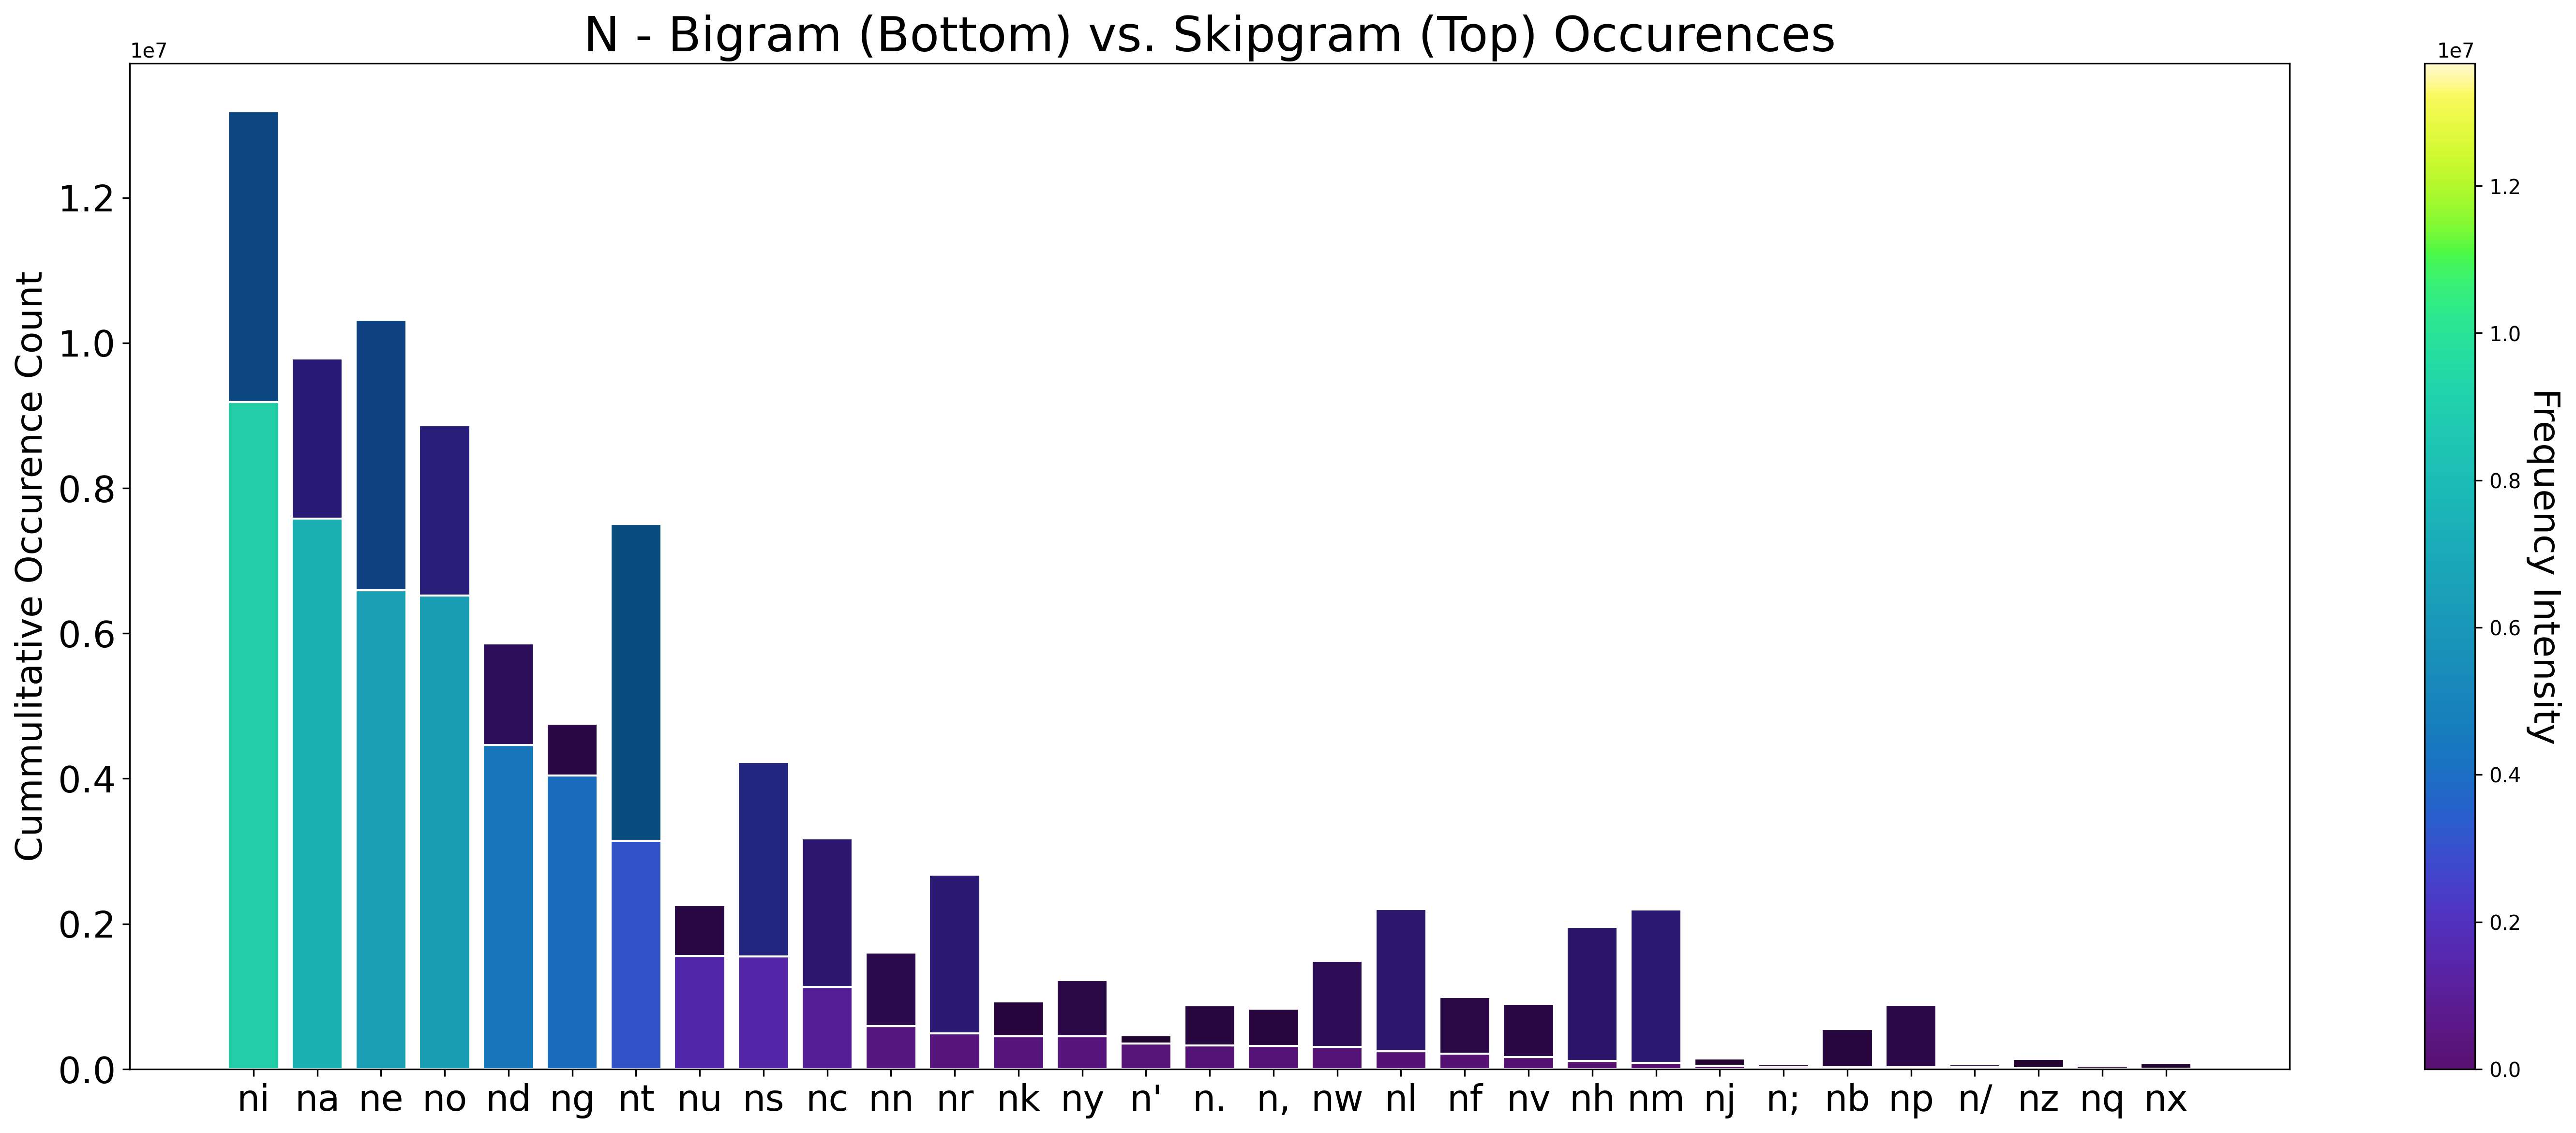 N - Bigram (Bottom) vs. Skipgram (Top) Occurences
1e7
1e7
Cummulitative Occurence Count
1.2
1.0
0.8
0.6
0.4
0.2
0.0
ni na ne no nd ng nt nu ns nc nn nr nk ny n' n. n, nw nl nf nv nh nm nj n; nb np n/ nz nq nx
1.2
1.0
0.8
0.6
0.4
0.2
0.0
Frequency Intensity